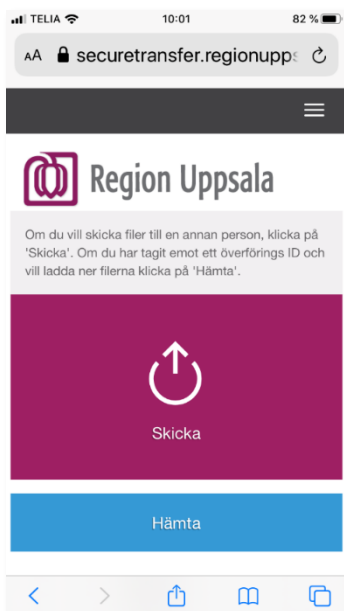 TELIA 10:01 82 %
AA securetransfer.regionupps
Region Uppsala
Om du vill skicka filer till en annan person, klicka på
'Skicka'. Om du har tagit emot ett överförings ID och
vill ladda ner filerna klicka på 'Hämta'.
Skicka
Hämta